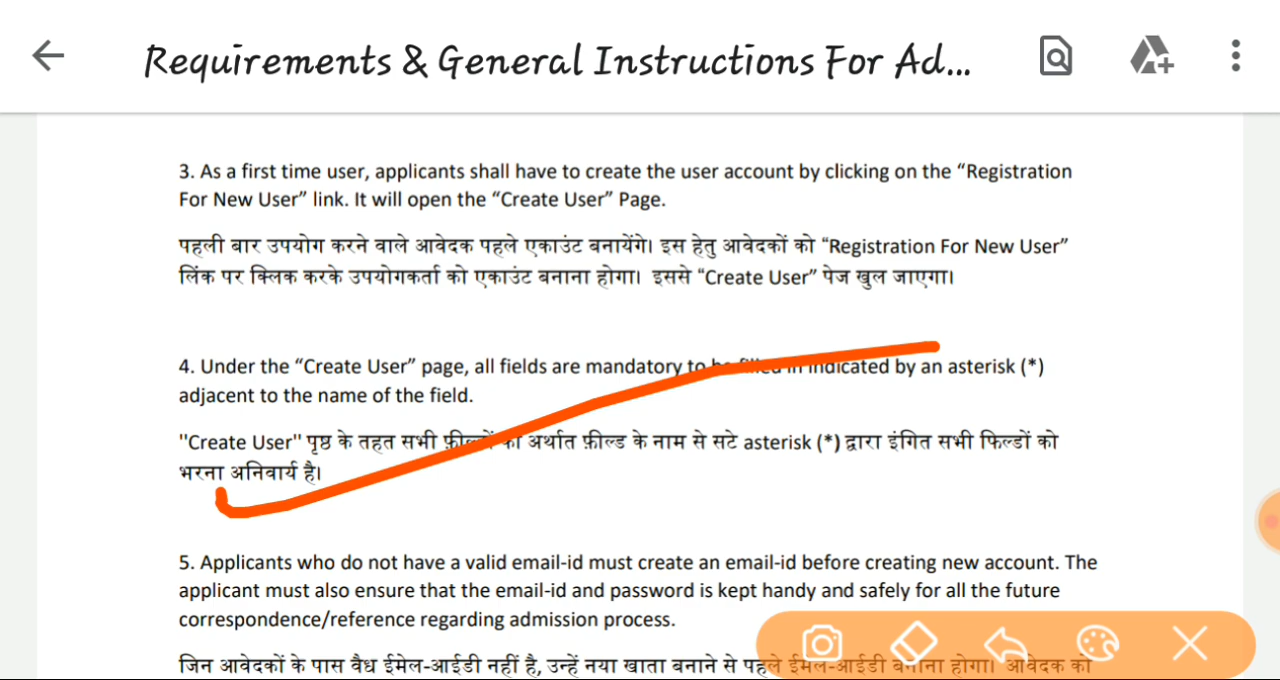 Requirements & General Instructions For Ad...
3. As a first time user, applicants shall have to create the user account by clicking on the “Registration
For New User” link. It will open the “Create User” Page.
पहली बार उपयोग करने वाले आवेदक पहले एकाउंट बनायेंगे। इस हेतु आवेदकों को “Registration For New User”
लिंक पर क्लिक करके उपयोगकर्ता को एकाउंट बनाना होगा। इससे “Create User” पेज खुल जाएगा।
4. Under the “Create User” page, all fields are mandatory to be filled in indicated by an asterisk (*)
adjacent to the name of the field.
"Create User" पृष्ठ के तहत सभी फ़ील्डों को अर्थात फ़ील्ड के नाम से सटे asterisk (*) द्वारा इंगित सभी फिल्डों को
भरना अनिवार्य है।
5. Applicants who do not have a valid email-id must create an email-id before creating new account. The
applicant must also ensure that the email-id and password is kept handy and safely for all the future
correspondence/reference regarding admission process.
जिन आवेदकों के पास वैध ईमेल-आईडी नहीं है, उन्हें नया खाता बनाने से पहले ईमेल-आईडी बनाना होगा। आवेदक को